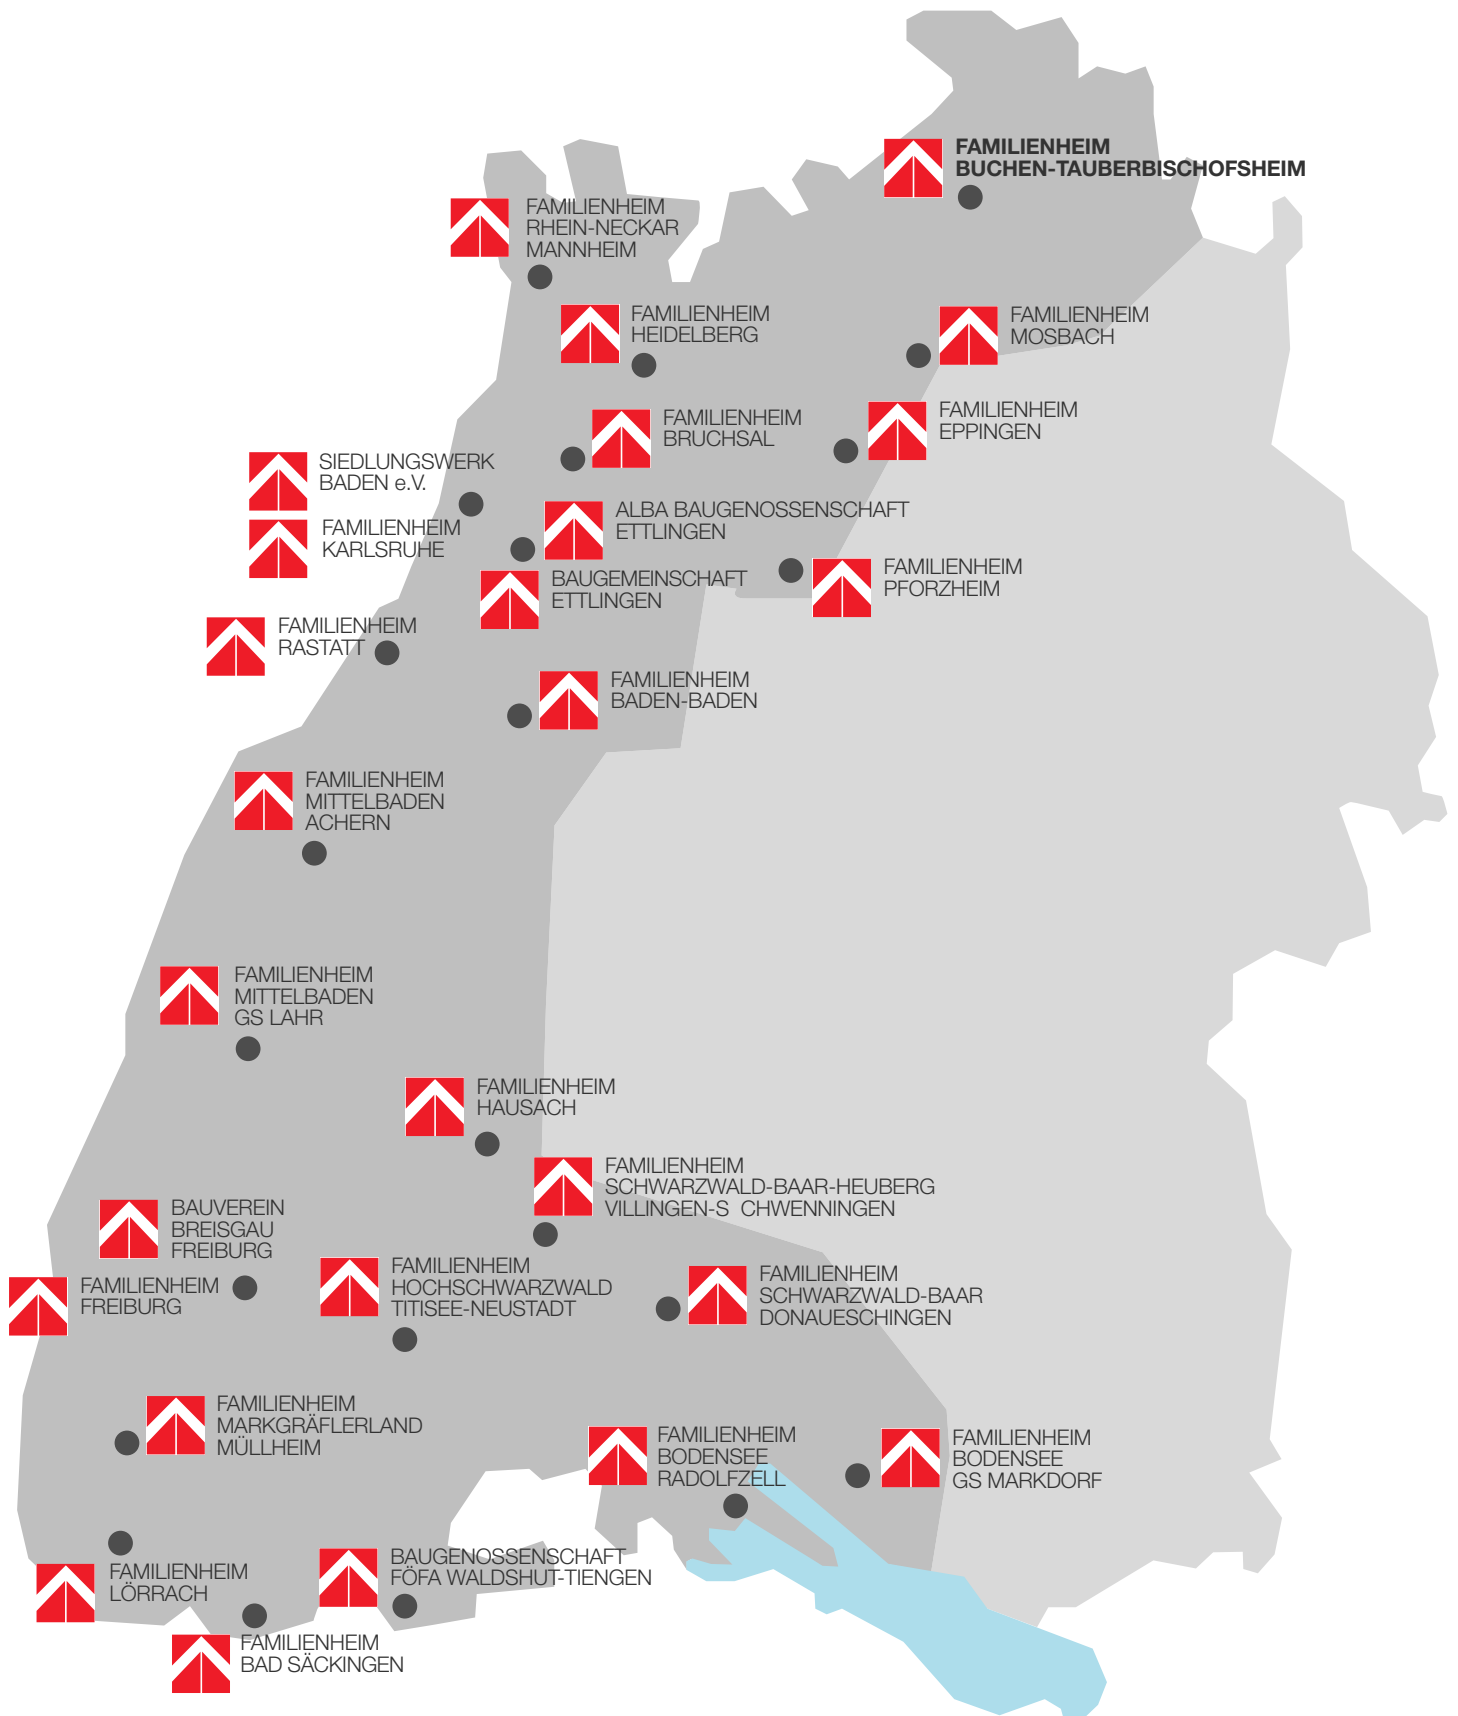 FAMILIENHEIM
BUCHEN-TAUBERBISCHOFSHEIM
FAMILIENHEIM
RHEIN-NECKAR
MANNHEIM
FAMILIENHEIM
HEIDELBERG
FAMILIENHEIM
MOSBACH
FAMILIENHEIM
BRUCHSAL
FAMILIENHEIM
EPPINGEN
SIEDLUNGSWERK
BADEN e.V.
FAMILIENHEIM
KARLSRUHE
ALBA BAUGENOSSENSCHAFT
ETTLINGEN
BAUGEMEINSCHAFT
ETTLINGEN
FAMILIENHEIM
PFORZHEIM
FAMILIENHEIM
RASTATT
FAMILIENHEIM
BADEN-BADEN
FAMILIENHEIM
MITTELBADEN
ACHERN
FAMILIENHEIM
MITTELBADEN
GS LAHR
FAMILIENHEIM
HAUSACH
FAMILIENHEIM
SCHWARZWALD-BAAR-HEUBERG
VILLINGEN-S CHWENNINGEN
BAUVEREIN
BREISGAU
FREIBURG
FAMILIENHEIM
FREIBURG
FAMILIENHEIM
HOCHSCHWARZWALD
TITISEE-NEUSTADT
FAMILIENHEIM
SCHWARZWALD-BAAR
DONAUESCHINGEN
FAMILIENHEIM
MARKGRÄFLERLAND
MÜLLHEIM
FAMILIENHEIM
BODENSEE
RADOLFZELL
FAMILIENHEIM
BODENSEE
GS MARKDORF
FAMILIENHEIM
LÖRRACH
BAUGENOSSENSCHAFT
FÖFA WALDSHUT-TIENGEN
FAMILIENHEIM
BAD SÄCKINGEN